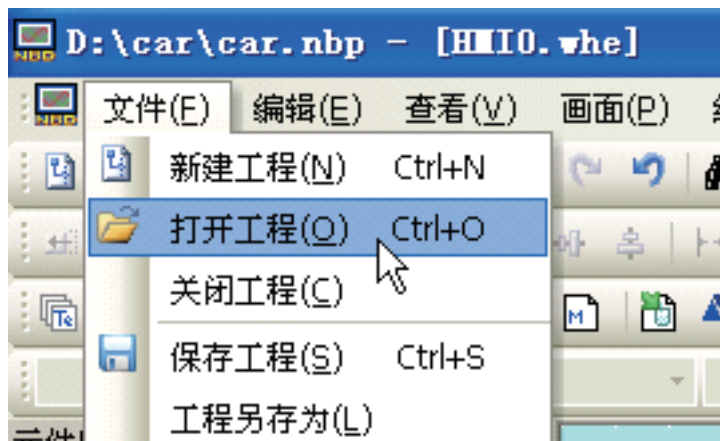 D:\car\car.nbp - [HMI0.whe]
文件(F) 编辑(E) 查看(V) 画面(P)
新建工程(N) Ctrl+N
打开工程(O) Ctrl+O
关闭工程(C)
保存工程(S) Ctrl+S
工程另存为(L)